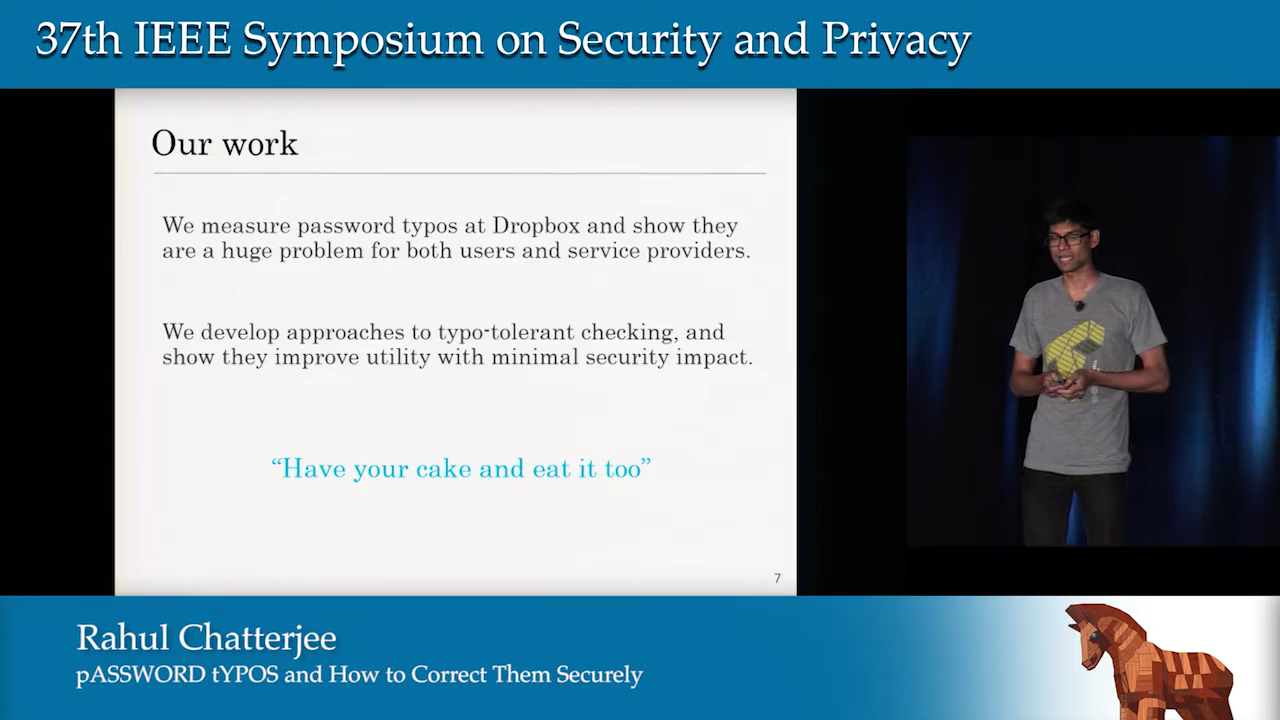 37th IEEE Symposium on Security and Privacy
Our work
We measure password typos at Dropbox and show they
are a huge problem for both users and service providers.
We develop approaches to typo-tolerant checking, and
show they improve utility with minimal security impact.
“Have your cake and eat it too”
7
Rahul Chatterjee
pASSWORD tYPOS and How to Correct Them Securely